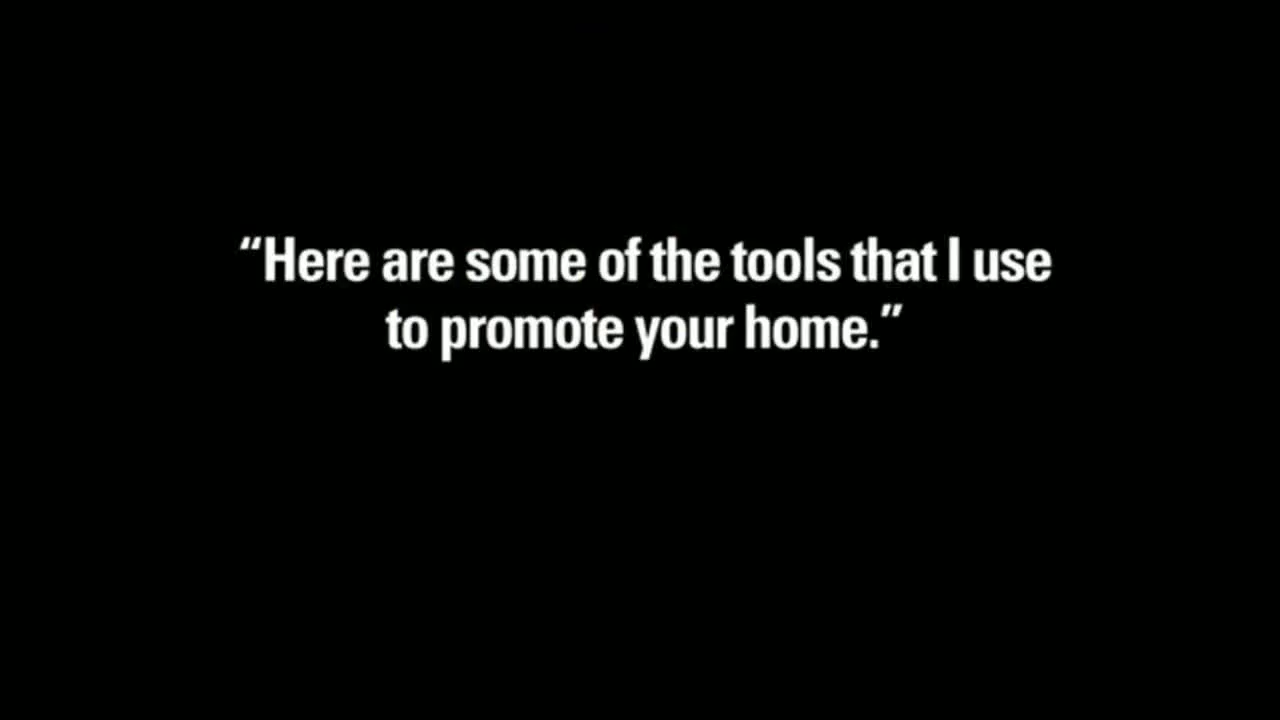 “Here are some of the tools that I use
to promote your home.”